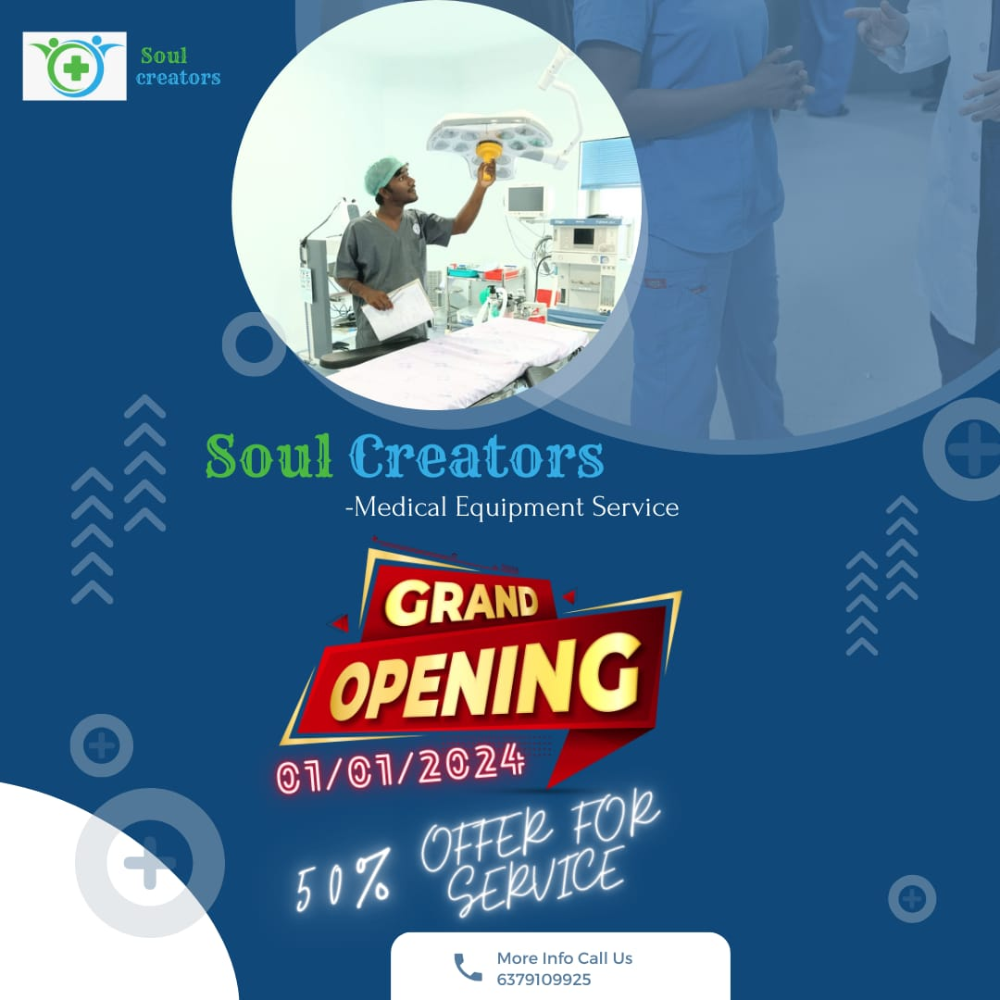 Soul
creators
Soul Creators
-Medical Equipment Service
GRAND
OPENING
01/01/2024
50% OFFER FOR
SERVICE
More Info Call Us
6379109925